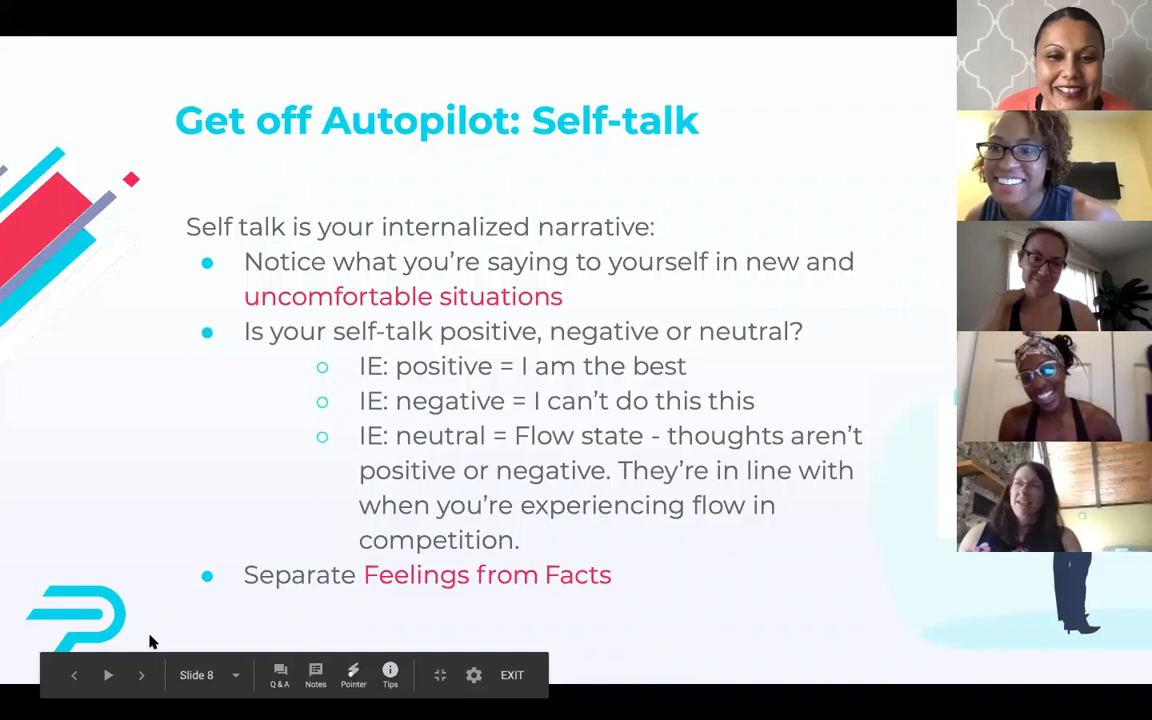 Get off Autopilot: Self-talk
Self talk is your internalized narrative:
Notice what you’re saying to yourself in new and
uncomfortable situations
Is your self-talk positive, negative or neutral?
IE: positive = I am the best
IE: negative = I can’t do this this
IE: neutral = Flow state - thoughts aren’t
positive or negative. They’re in line with
when you’re experiencing flow in
competition.
Separate Feelings from Facts
Slide 8
Q & A
Notes
Pointer
Tips
EXIT